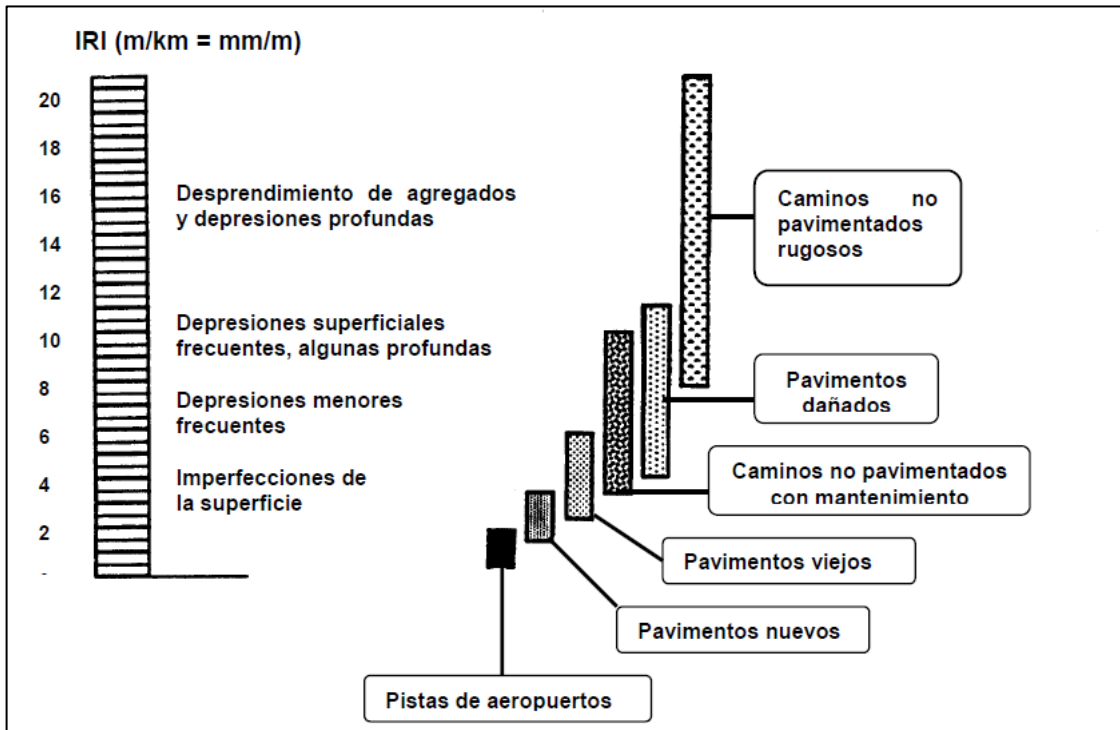 IRI (m/km = mm/m)
20
18
16
14
12
10
8
6
4
2
-
Desprendimiento de agregados
y depresiones profundas
Depresiones superficiales
frecuentes, algunas profundas
Depresiones menores
frecuentes
Imperfecciones de
la superficie
Caminos no
pavimentados
rugosos
Pavimentos
dañados
Caminos no pavimentados
con mantenimiento
Pavimentos viejos
Pavimentos nuevos
Pistas de aeropuertos